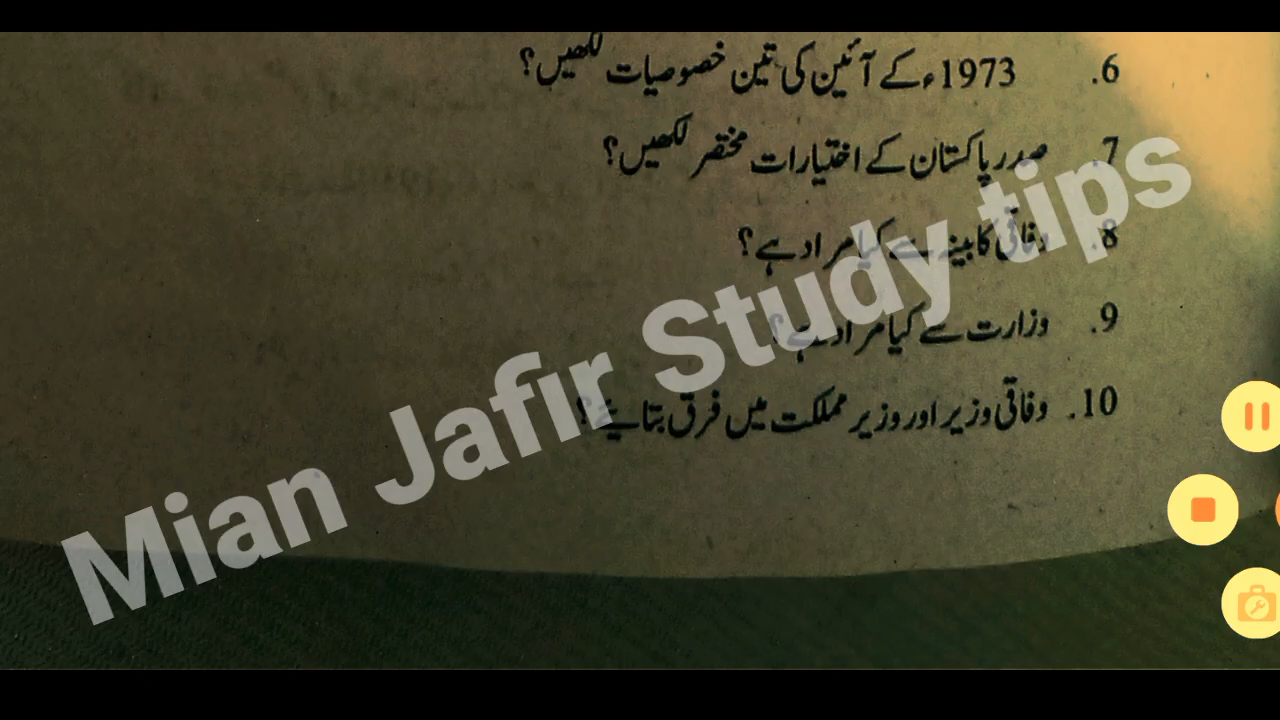 6. 1973ء کے آئین کی تین خصوصیات لکھیں؟
7. صدر پاکستان کے اختیارات مختصر لکھیں؟
8. وفاقی کابینہ سے کیا مراد ہے؟
9. وزارت سے کیا مراد ہے؟
10. وفاقی وزیر اور وزیر مملکت میں فرق بتائیے؟
Mian Jafir Study tips